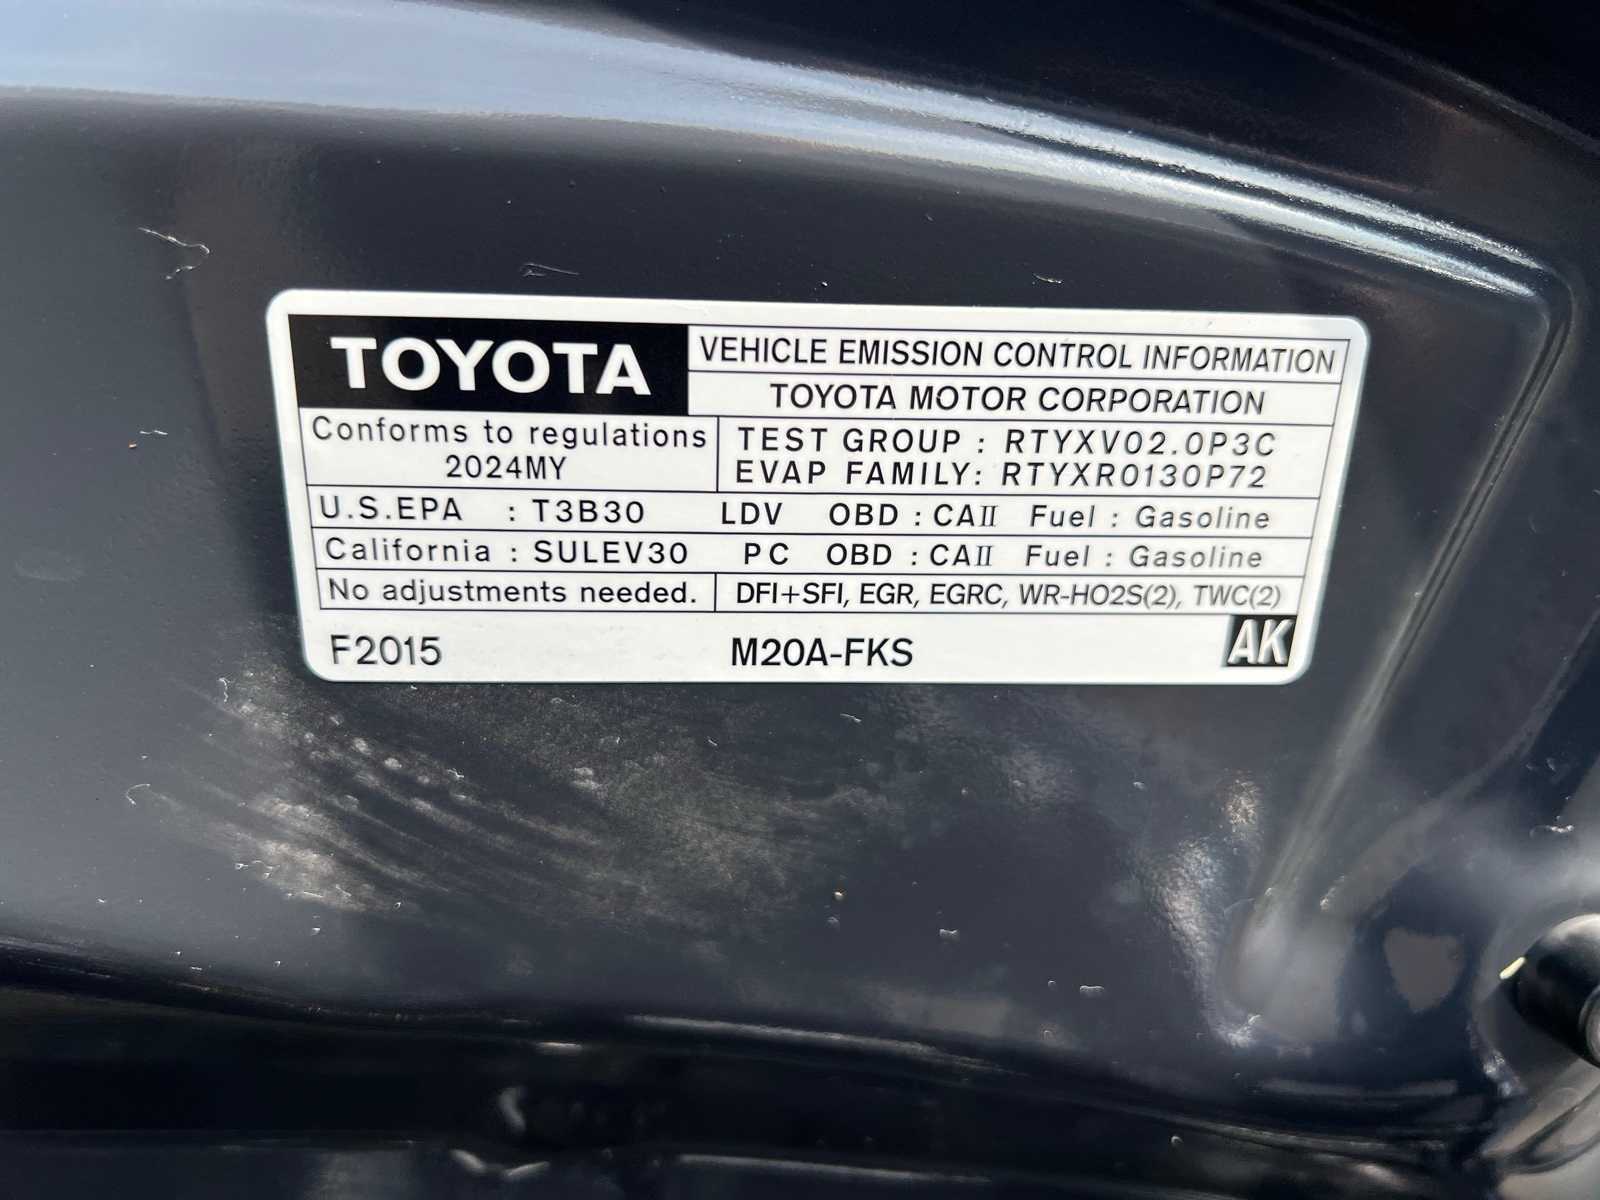 TOYOTA
VEHICLE EMISSION CONTROL INFORMATION
TOYOTA MOTOR CORPORATION
Conforms to regulations
2024MY
TEST GROUP : RTYXV02.0P3C
EVAP FAMILY: RTYXR0130P72
U.S.EPA : T3B30 LDV OBD : CAII Fuel : Gasoline
California : SULEV30 PC OBD : CAII Fuel : Gasoline
No adjustments needed. DFI+SFI, EGR, EGRC, WR-HO2S(2), TWC(2)
F2015 M20A-FKS AK